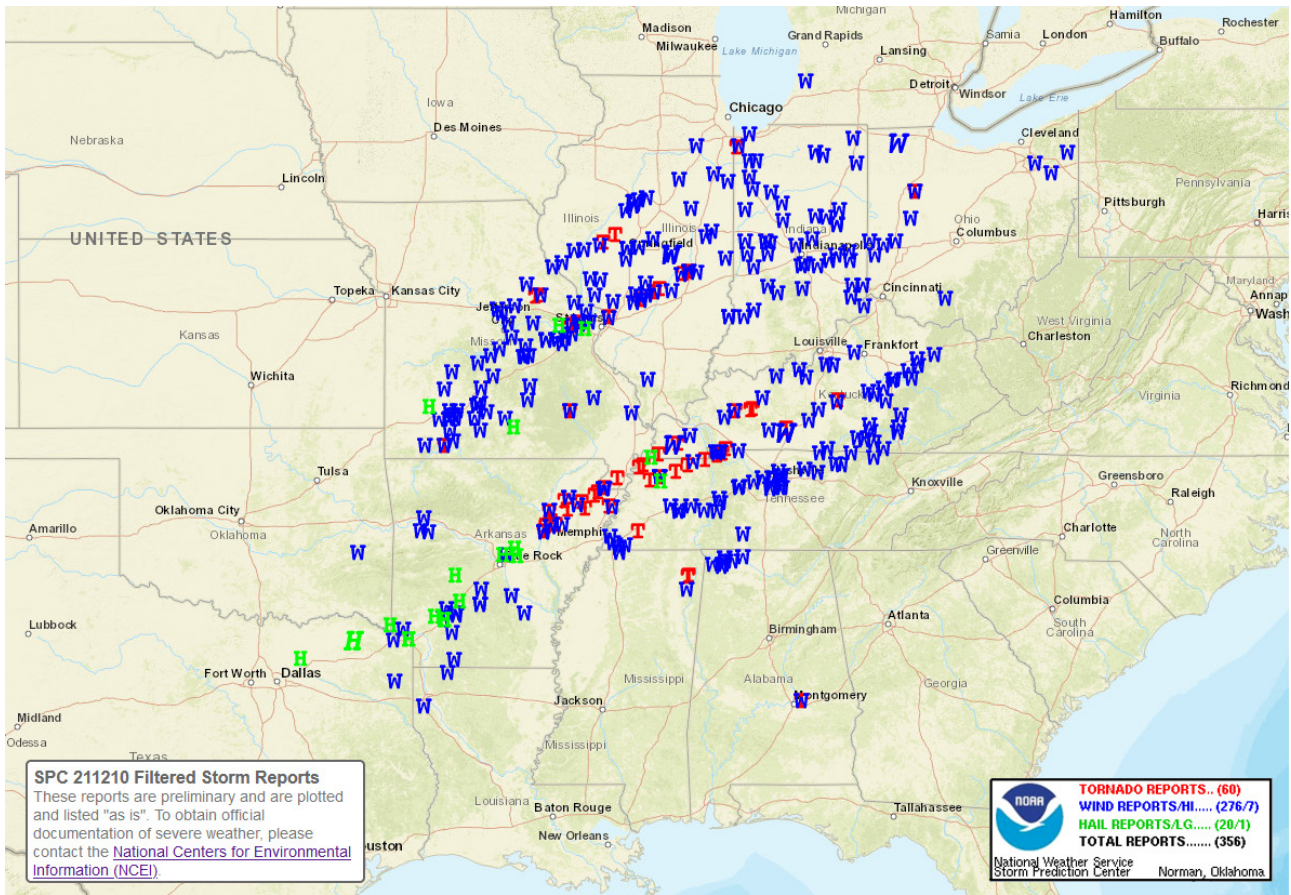 Michigan
Hamilton
Rochester
Madison
Milwaukee
Lake Michigan
Grand Rapids
Lansing
Sarnia
London
Buffalo
Detroit
Windsor
Lake Erie
Iowa
Chicago
Nebraska
Des Moines
Cleveland
Lincoln
Pennsylvania
Pittsburgh
Harris
UNITED STATES
Illinois
Illinois
Indiana
Indianapolis
Ohio
Columbus
Maryland
Topeka
Kansas City
Cincinnati
Annap
Wash
Kansas
West Virginia
Charleston
Louisville
Frankfort
Wichita
Richmond
Virginia
Tulsa
Knoxville
Greensboro
Raleigh
Tennessee
Oklahoma City
Amarillo
Oklahoma
Arkansas
Memphis
Charlotte
North
Carolina
Greenville
Columbia
South
Carolina
Lubbock
Birmingham
Atlanta
Fort Worth
Dallas
Mississippi
Alabama
Montgomery
Georgia
Jackson
Midland
Odessa
Mississippi
Texas
Louisiana
Baton Rouge
New Orleans
Tallahassee
SPC 211210 Filtered Storm Reports
These reports are preliminary and are plotted
and listed "as is". To obtain official
documentation of severe weather, please
contact the National Centers for Environmental
Information (NCEI).
ouston
NOAA
TORNADO REPORTS.. (60)
WIND REPORTS/HI..... (276/7)
HAIL REPORTS/LG..... (20/1)
TOTAL REPORTS....... (356)
National Weather Service
Storm Prediction Center Norman, Oklahoma